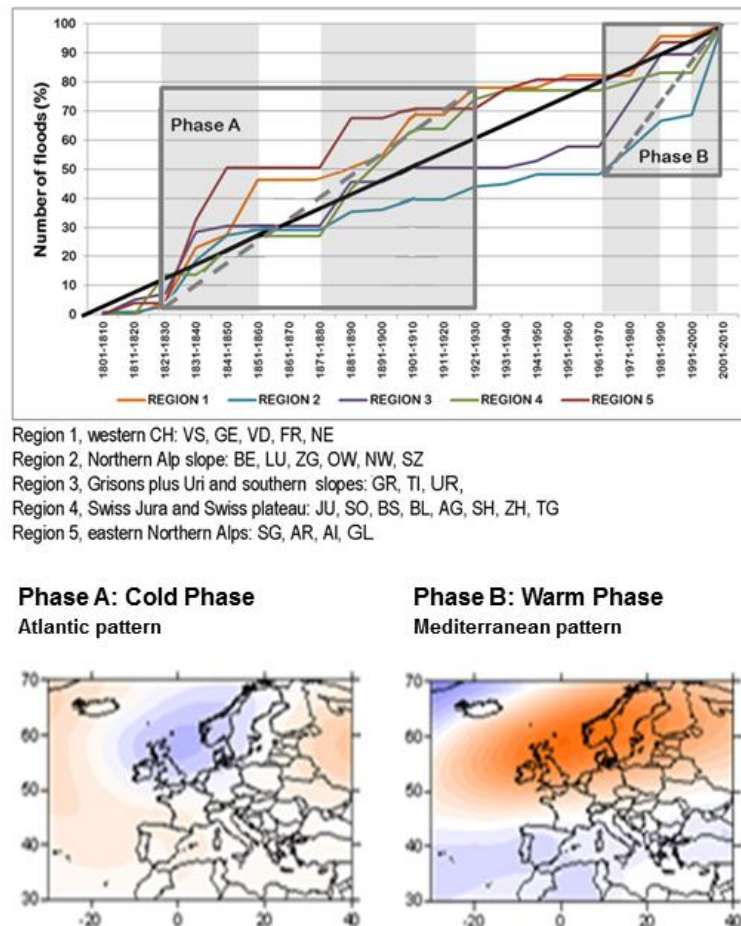 100
90
80
70
60
50
40
30
20
10
0
Number of floods (%)
Phase A
Phase B
1801-1810
1811-1820
1821-1830
1831-1840
1841-1850
1851-1860
1861-1870
1871-1880
1881-1890
1891-1900
1901-1910
1911-1920
1921-1930
1931-1940
1941-1950
1951-1960
1961-1970
1971-1980
1981-1990
1991-2000
2001-2010
REGION 1 REGION 2 REGION 3 REGION 4 REGION 5
Region 1, western CH: VS, GE, VD, FR, NE
Region 2, Northern Alp slope: BE, LU, ZG, OW, NW, SZ
Region 3, Grisons plus Uri and southern slopes: GR, TI, UR,
Region 4, Swiss Jura and Swiss plateau: JU, SO, BS, BL, AG, SH, ZH, TG
Region 5, eastern Northern Alps: SG, AR, AI, GL
Phase A: Cold Phase
Atlantic pattern
Phase B: Warm Phase
Mediterranean pattern
70
60
50
40
30
-20 0 20 40
70
60
50
40
30
-20 0 20 40